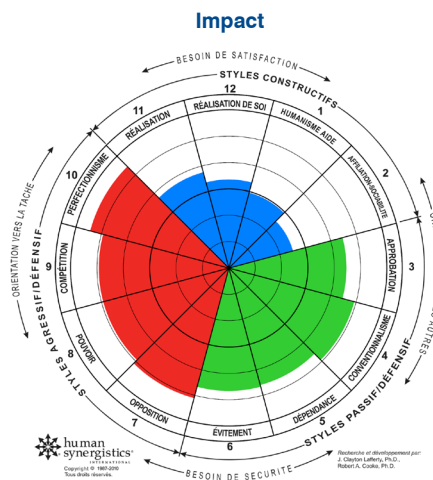 Impact
BESOIN DE SATISFACTION
STYLES CONSTRUCTIFS
12
RÉALISATION DE SOI
11
RÉALISATION
1
HUMANISME AIDE
10
PERFECTIONNISME
2
AFFILIATION-SOCIABILITÉ
ORIENTATION VERS LA TACHE
STYLES AGRESSIF/DÉFENSIF
9
COMPÉTITION
3
APPROBATION
8
POUVOIR
4
CONVENTIONNALISME
AUTRES
7
OPPOSITION
5
DÉPENDANCE
STYLES PASSIF/DÉFENSIF
ÉVITEMENT
6
BESOIN DE SÉCURITÉ
human
synergistics®
INTERNATIONAL
Copyright © 1987-2010
Tous droits réservés.
Recherche et développement par:
J. Clayton Lafferty, Ph.D.,
Robert A. Cooke, Ph.D.